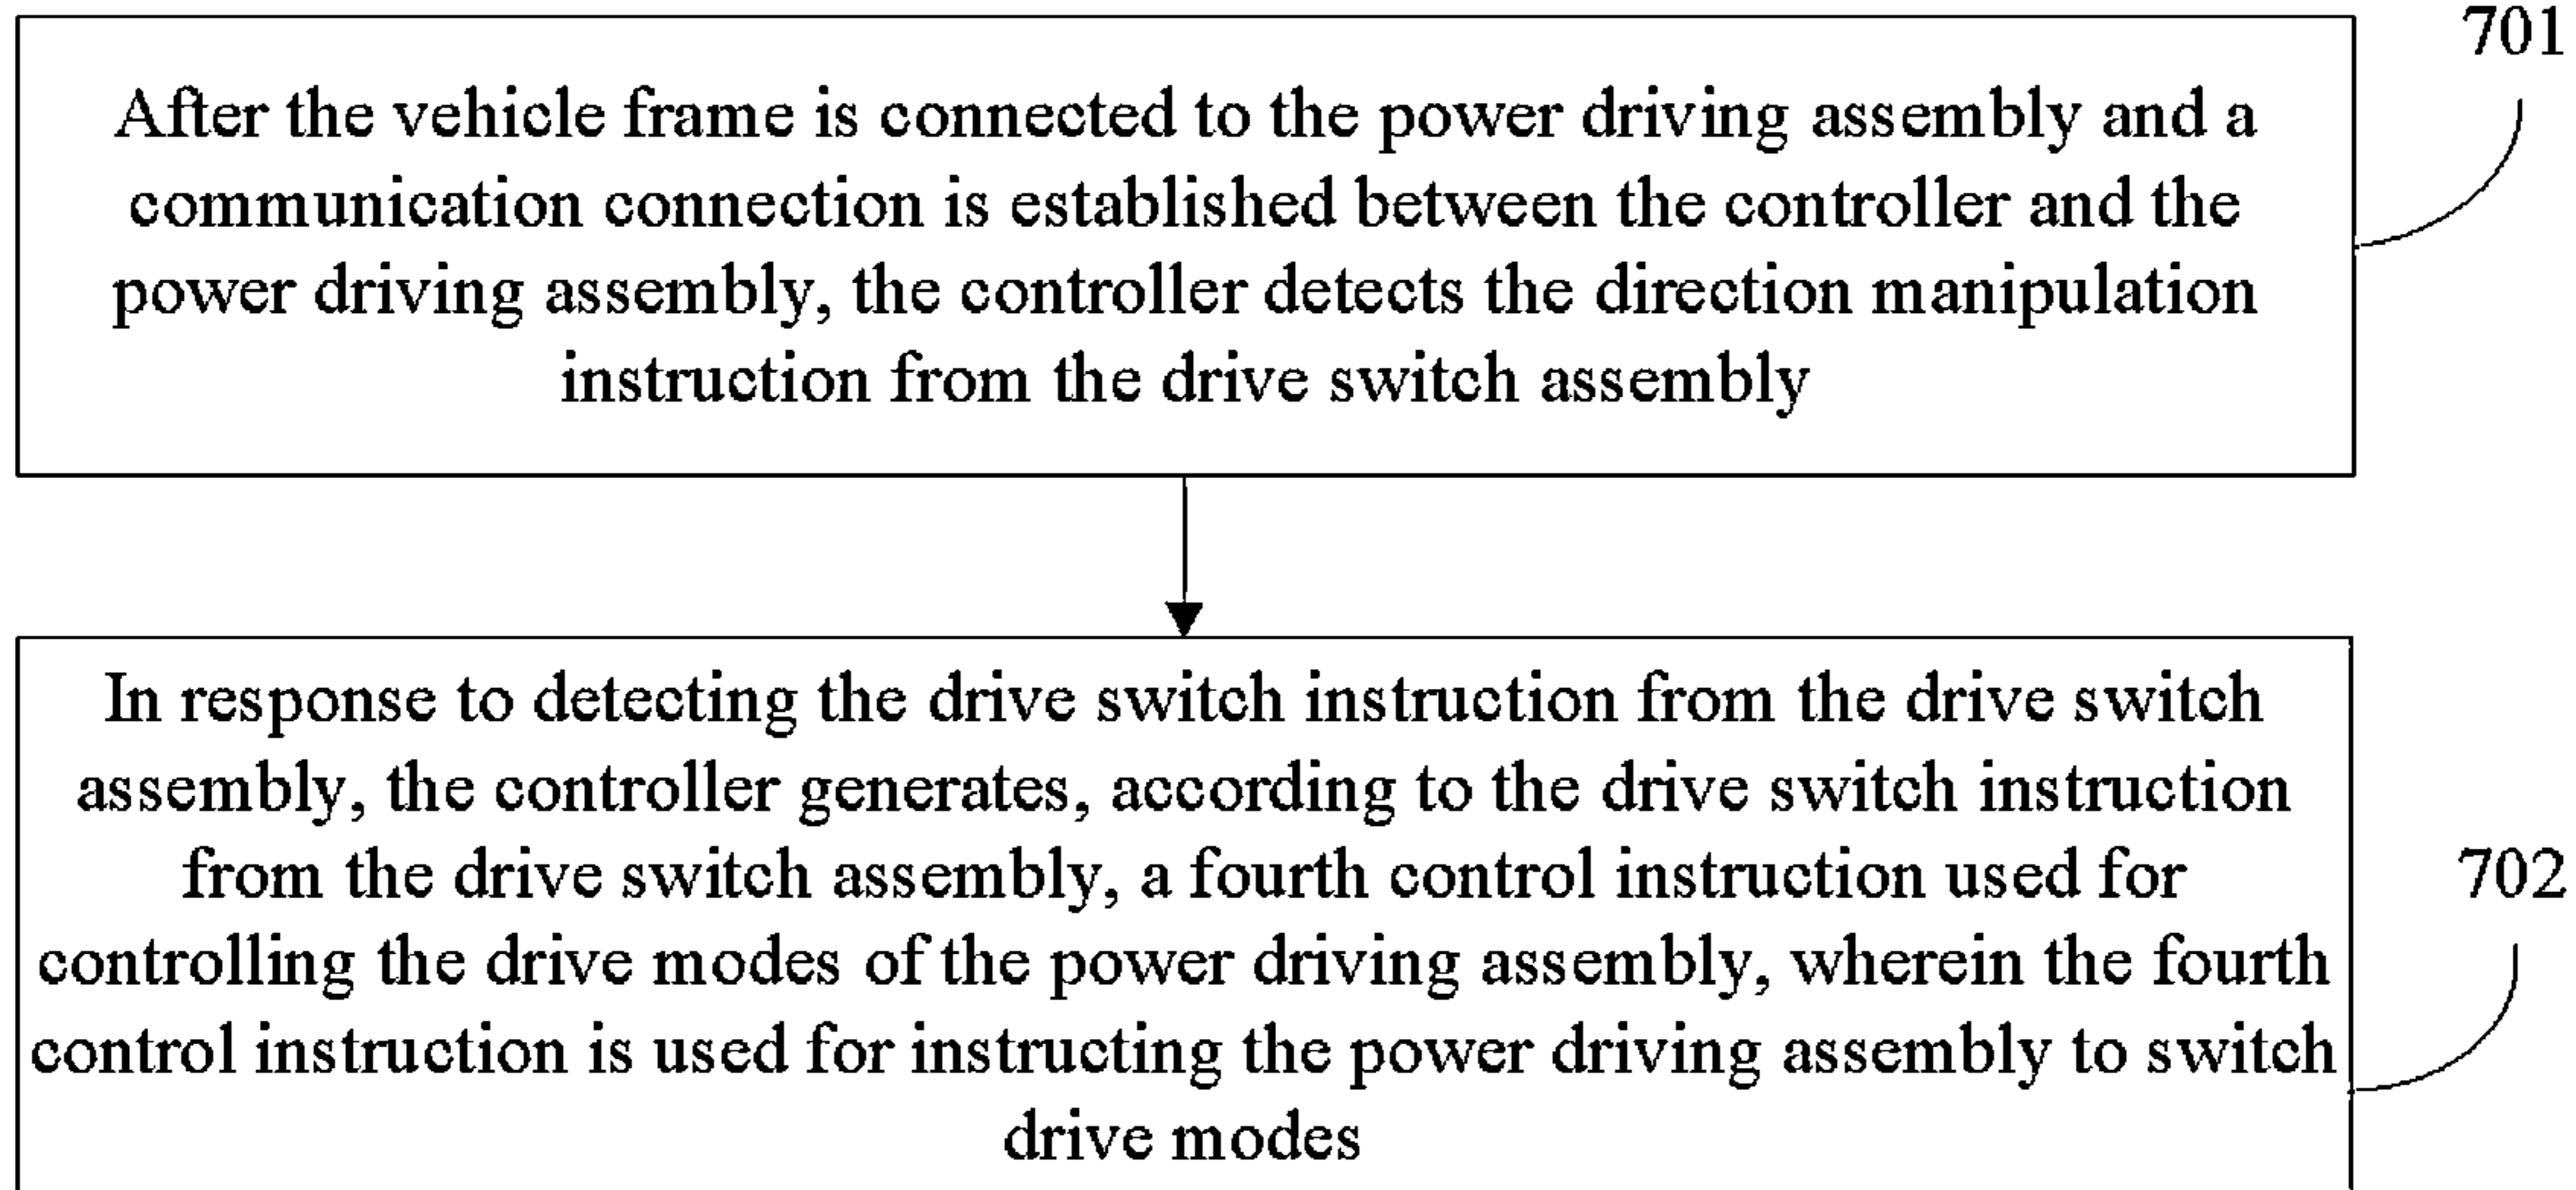 701
After the vehicle frame is connected to the power driving assembly and a
communication connection is established between the controller and the
power driving assembly, the controller detects the direction manipulation
instruction from the drive switch assembly
In response to detecting the drive switch instruction from the drive switch
assembly, the controller generates, according to the drive switch instruction
from the drive switch assembly, a fourth control instruction used for
702
controlling the drive modes of the power driving assembly, wherein the fourth
control instruction is used for instructing the power driving assembly to switch
drive modes